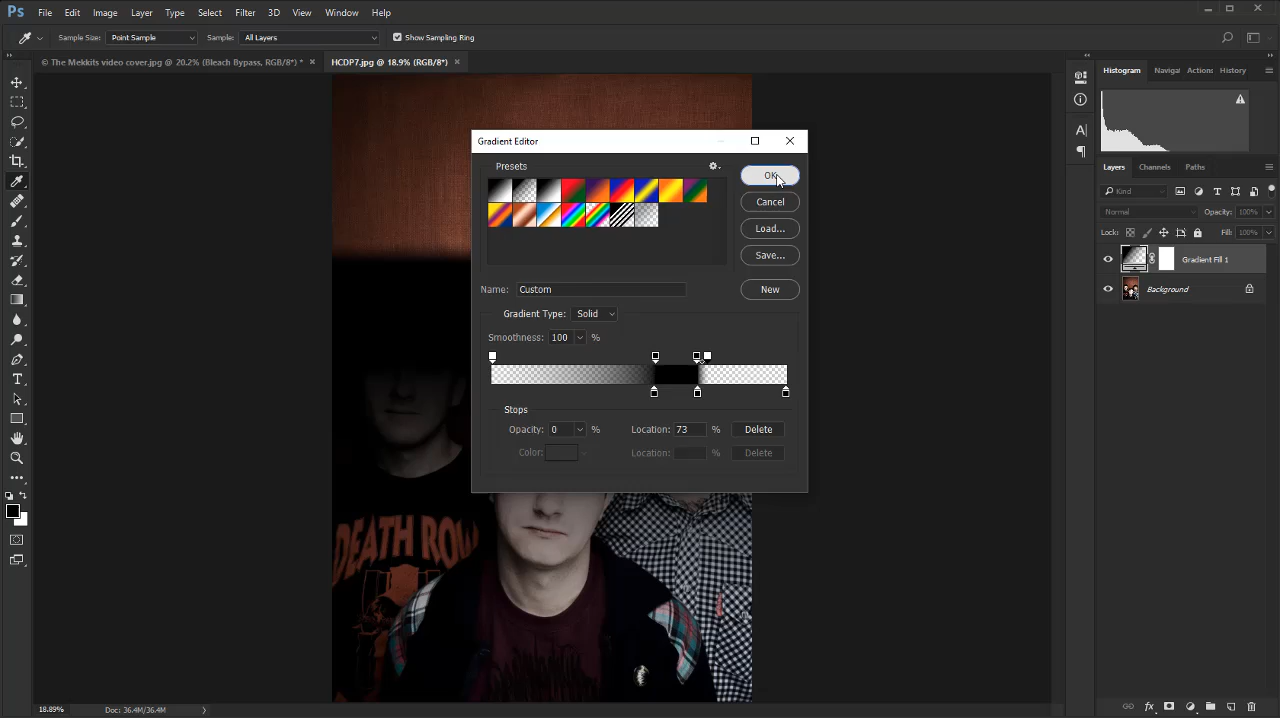 Ps File Edit Image Layer Type Select Filter 3D View Window Help
Sample Size: Point Sample Sample: All Layers Show Sampling Ring
© The Mekkits video cover.jpg @ 20.2% (Bleach Bypass, RGB/8*) * × HCDP7.jpg @ 18.9% (RGB/8*) ×
Histogram Navigat Actions History
Gradient Editor
Presets
OK
Cancel
Load...
Save...
Name: Custom New
Gradient Type: Solid
Smoothness: 100 %
Stops
Opacity: 0 % Location: 73 % Delete
Color: Location: % Delete
A
Layers Channels Paths
Kind
Normal Opacity: 100%
Lock: Fill: 100%
Gradient Fill 1
Background
DEATH ROW
18.89% Doc: 36.4M/36.4M